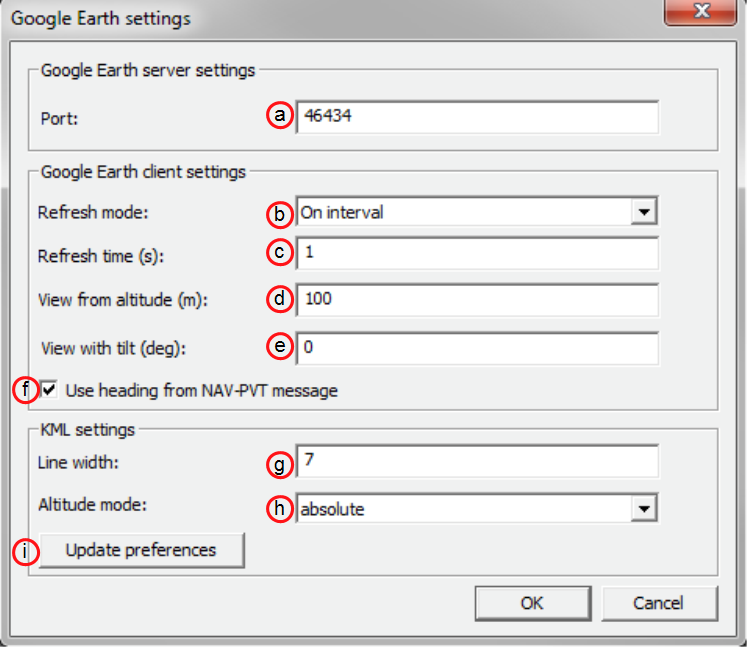 Google Earth settings
Google Earth server settings
Port: a 46434
Google Earth client settings
Refresh mode: b On interval
Refresh time (s): c 1
View from altitude (m): d 100
View with tilt (deg): e 0
f Use heading from NAV-PVT message
KML settings
Line width: g 7
Altitude mode: h absolute
i Update preferences
OK Cancel